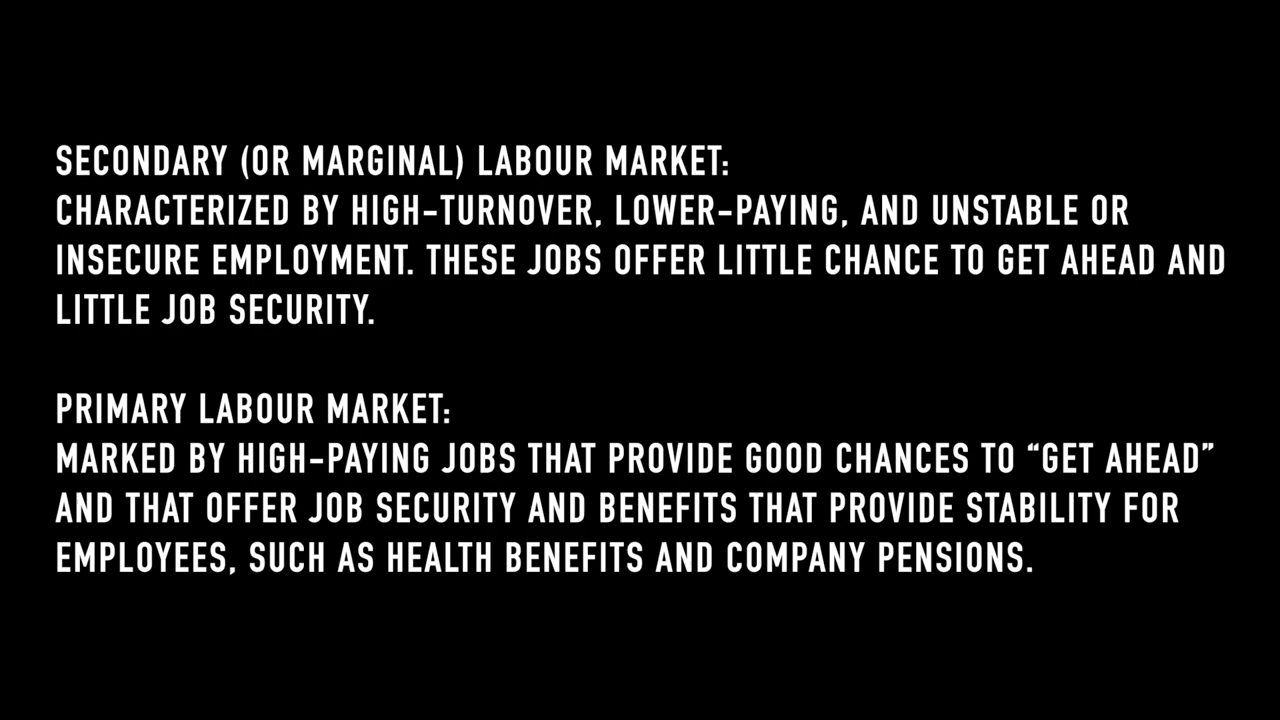 SECONDARY (OR MARGINAL) LABOUR MARKET:
CHARACTERIZED BY HIGH-TURNOVER, LOWER-PAYING, AND UNSTABLE OR
INSECURE EMPLOYMENT. THESE JOBS OFFER LITTLE CHANCE TO GET AHEAD AND
LITTLE JOB SECURITY.
PRIMARY LABOUR MARKET:
MARKED BY HIGH-PAYING JOBS THAT PROVIDE GOOD CHANCES TO “GET AHEAD”
AND THAT OFFER JOB SECURITY AND BENEFITS THAT PROVIDE STABILITY FOR
EMPLOYEES, SUCH AS HEALTH BENEFITS AND COMPANY PENSIONS.